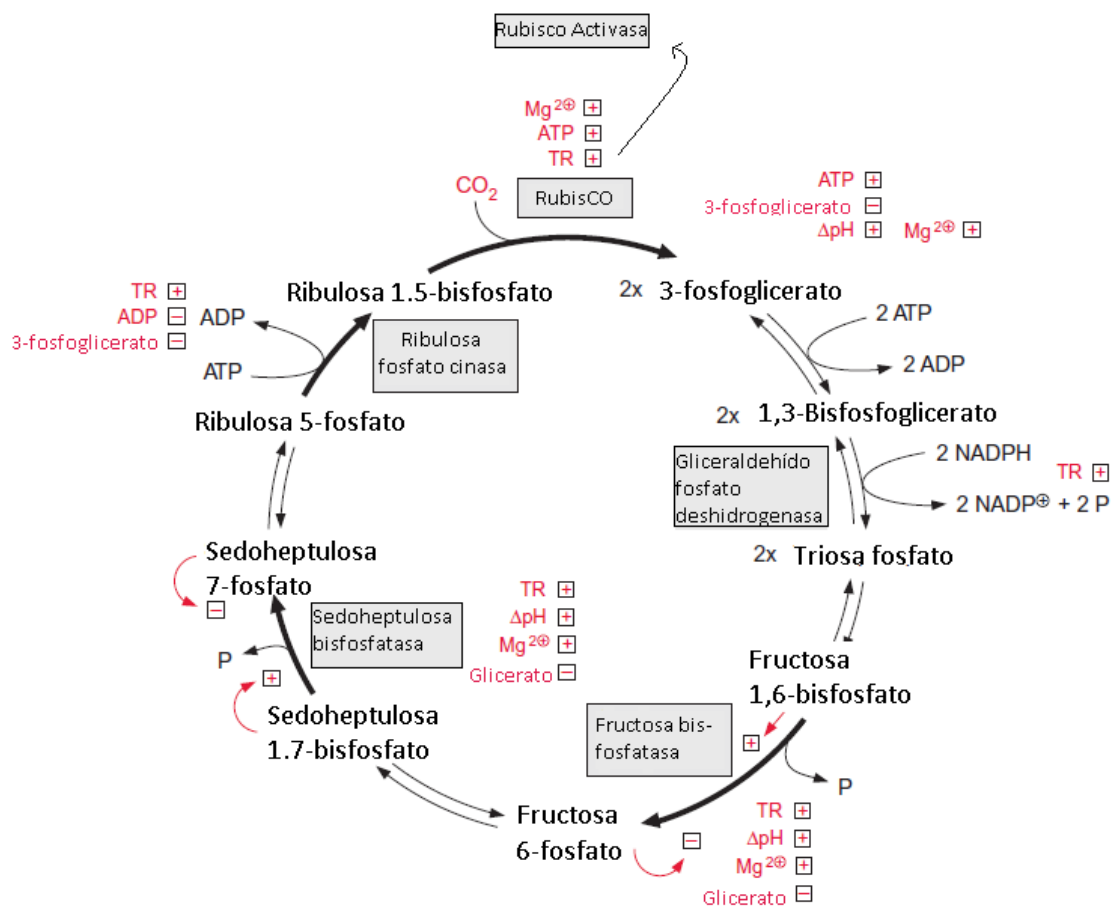 Rubisco Activasa
Mg2⊕ +
ATP +
TR +
CO2
RubisCO
ATP +
3-fosfoglicerato −
ΔpH + Mg2⊕ +
TR +
ADP −
3-fosfoglicerato −
ADP
ATP
Ribulosa 1.5-bisfosfato
2x 3-fosfoglicerato
Ribulosa
fosfato cinasa
2 ATP
2 ADP
Ribulosa 5-fosfato
2x 1,3-Bisfosfoglicerato
Gliceraldehído
fosfato
deshidrogenasa
2 NADPH
TR +
2 NADP⊕ + 2 P
2x Triosa fosfato
Sedoheptulosa
7-fosfato
−
Sedoheptulosa
bisfosfatasa
TR +
ΔpH +
Mg2⊕ +
Glicerato −
P
+
Sedoheptulosa
1.7-bisfosfato
Fructosa
1,6-bisfosfato
Fructosa bis-
fosfatasa
+
P
Fructosa
6-fosfato
−
TR +
ΔpH +
Mg2⊕ +
Glicerato −